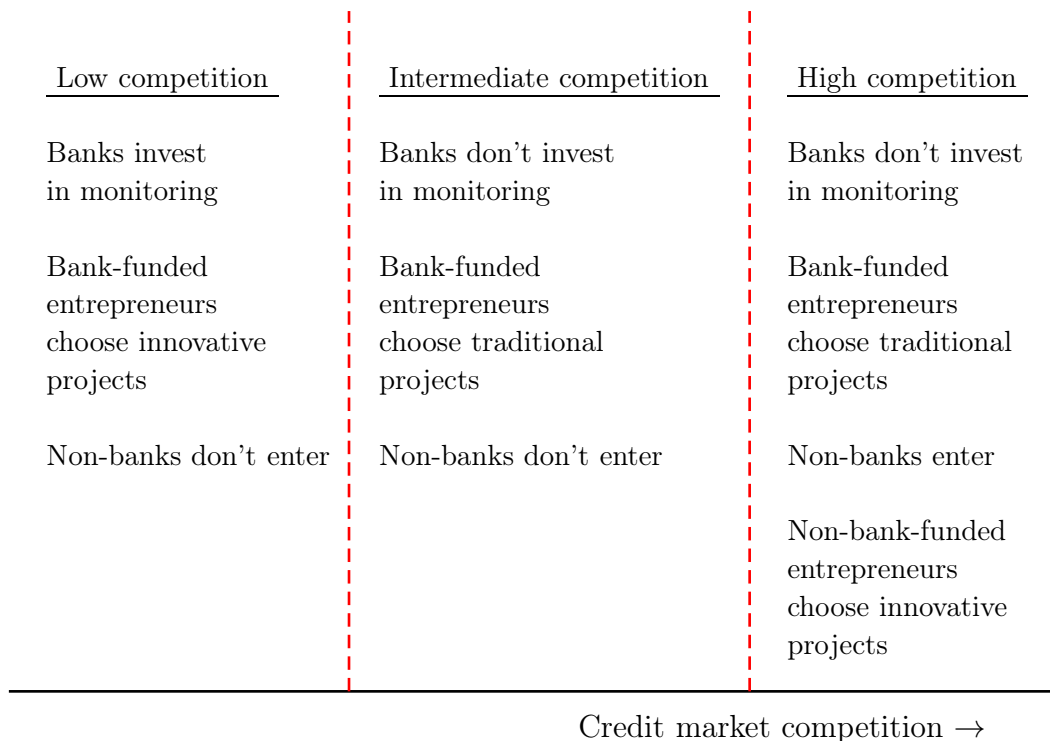 Low competition
Banks invest
in monitoring
Bank-funded
entrepreneurs
choose innovative
projects
Non-banks don't enter
Intermediate competition
Banks don't invest
in monitoring
Bank-funded
entrepreneurs
choose traditional
projects
Non-banks don't enter
High competition
Banks don't invest
in monitoring
Bank-funded
entrepreneurs
choose traditional
projects
Non-banks enter
Non-bank-funded
entrepreneurs
choose innovative
projects
Credit market competition →